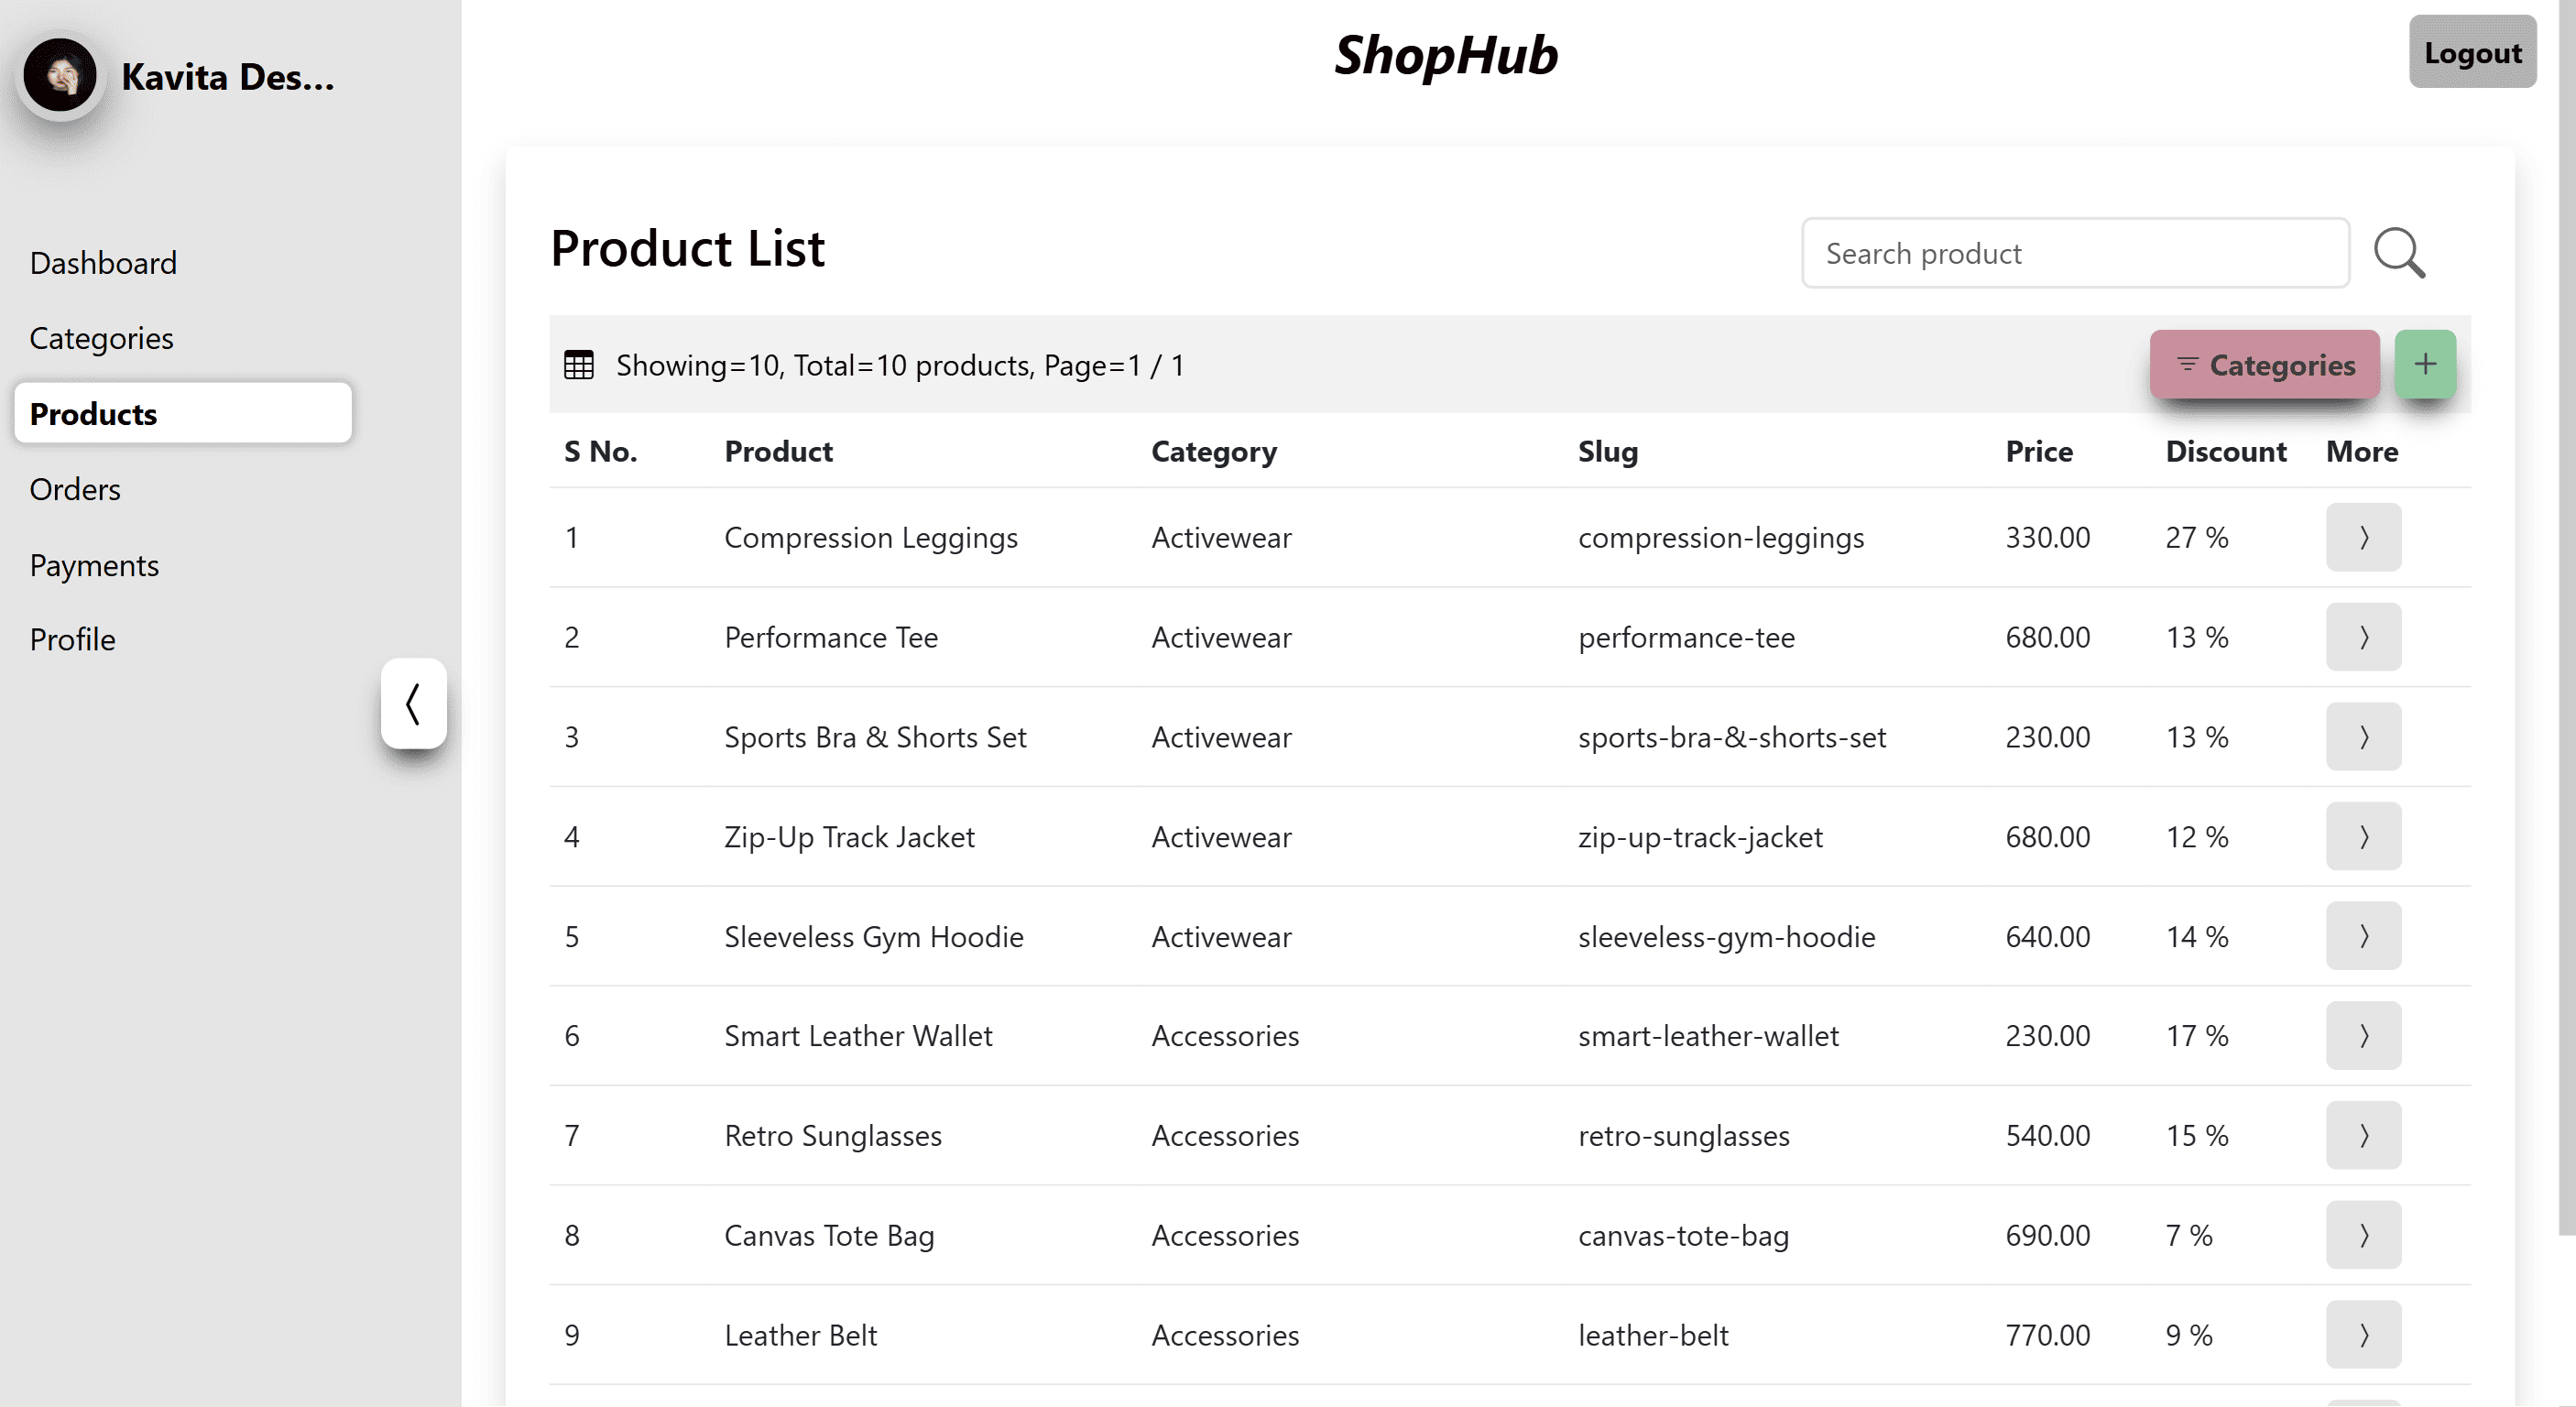 Kavita Des...
ShopHub
Logout
Dashboard
Categories
Products
Orders
Payments
Profile
Product List
Search product
Showing=10, Total=10 products, Page=1 / 1
Categories
+
S No. Product Category Slug Price Discount More
1 Compression Leggings Activewear compression-leggings 330.00 27 %
2 Performance Tee Activewear performance-tee 680.00 13 %
3 Sports Bra & Shorts Set Activewear sports-bra-&-shorts-set 230.00 13 %
4 Zip-Up Track Jacket Activewear zip-up-track-jacket 680.00 12 %
5 Sleeveless Gym Hoodie Activewear sleeveless-gym-hoodie 640.00 14 %
6 Smart Leather Wallet Accessories smart-leather-wallet 230.00 17 %
7 Retro Sunglasses Accessories retro-sunglasses 540.00 15 %
8 Canvas Tote Bag Accessories canvas-tote-bag 690.00 7 %
9 Leather Belt Accessories leather-belt 770.00 9 %